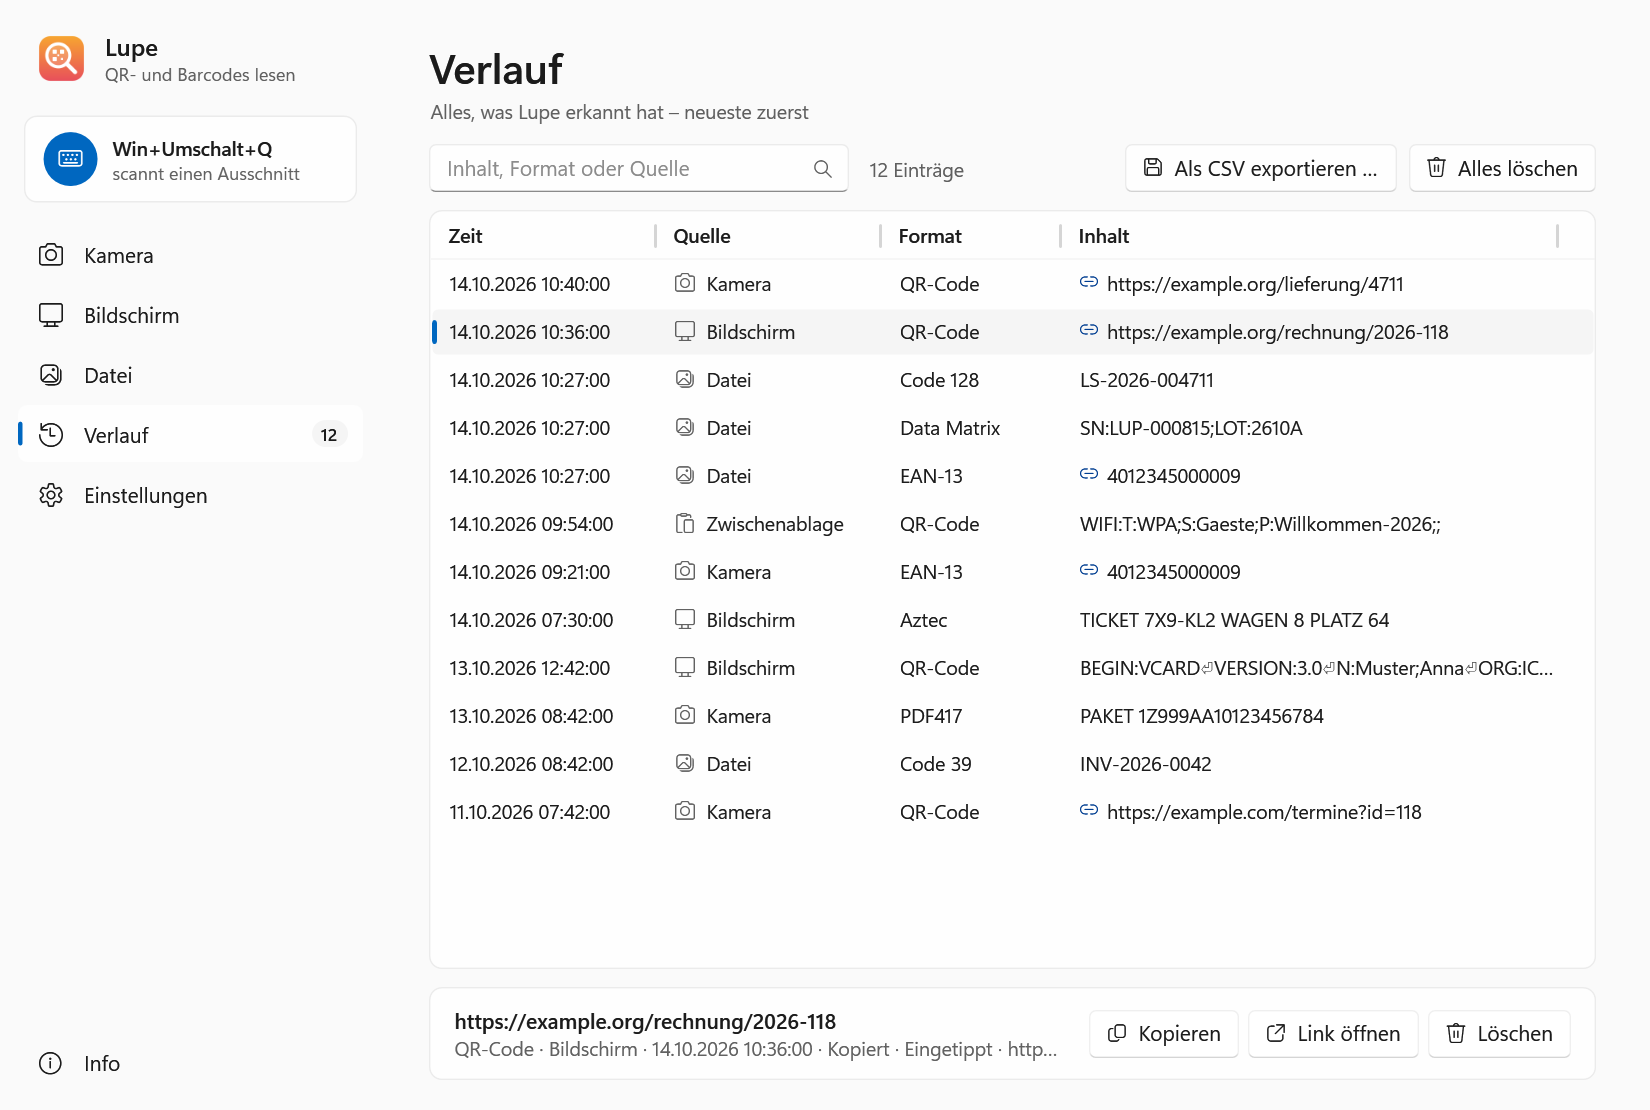 Lupe
QR- und Barcodes lesen
Win+Umschalt+Q
scannt einen Ausschnitt
Kamera
Bildschirm
Datei
Verlauf 12
Einstellungen
Info
Verlauf
Alles, was Lupe erkannt hat – neueste zuerst
Inhalt, Format oder Quelle
12 Einträge
Als CSV exportieren ...
Alles löschen
Zeit Quelle Format Inhalt
14.10.2026 10:40:00 Kamera QR-Code https://example.org/lieferung/4711
14.10.2026 10:36:00 Bildschirm QR-Code https://example.org/rechnung/2026-118
14.10.2026 10:27:00 Datei Code 128 LS-2026-004711
14.10.2026 10:27:00 Datei Data Matrix SN:LUP-000815;LOT:2610A
14.10.2026 10:27:00 Datei EAN-13 4012345000009
14.10.2026 09:54:00 Zwischenablage QR-Code WIFI:T:WPA;S:Gaeste;P:Willkommen-2026;;
14.10.2026 09:21:00 Kamera EAN-13 4012345000009
14.10.2026 07:30:00 Bildschirm Aztec TICKET 7X9-KL2 WAGEN 8 PLATZ 64
13.10.2026 12:42:00 Bildschirm QR-Code BEGIN:VCARD⏎VERSION:3.0⏎N:Muster;Anna⏎ORG:IC...
13.10.2026 08:42:00 Kamera PDF417 PAKET 1Z999AA10123456784
12.10.2026 08:42:00 Datei Code 39 INV-2026-0042
11.10.2026 07:42:00 Kamera QR-Code https://example.com/termine?id=118
https://example.org/rechnung/2026-118
QR-Code · Bildschirm · 14.10.2026 10:36:00 · Kopiert · Eingetippt · http...
Kopieren
Link öffnen
Löschen